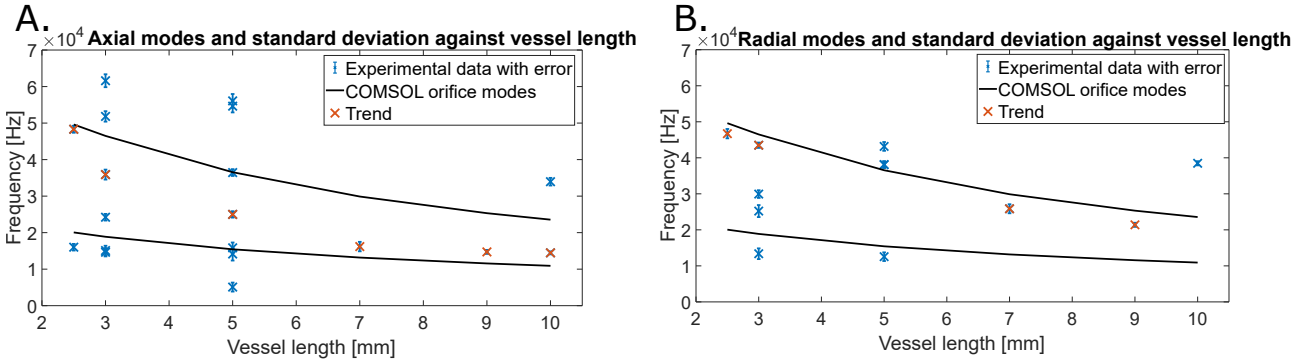 A.
×10⁴ Axial modes and standard deviation against vessel length
7
6
5
4
3
2
1
0
Frequency [Hz]
2 3 4 5 6 7 8 9 10
Vessel length [mm]
Experimental data with error
COMSOL orifice modes
Trend
B.
×10⁴ Radial modes and standard deviation against vessel length
7
6
5
4
3
2
1
0
Frequency [Hz]
2 3 4 5 6 7 8 9 10
Vessel length [mm]
Experimental data with error
COMSOL orifice modes
Trend